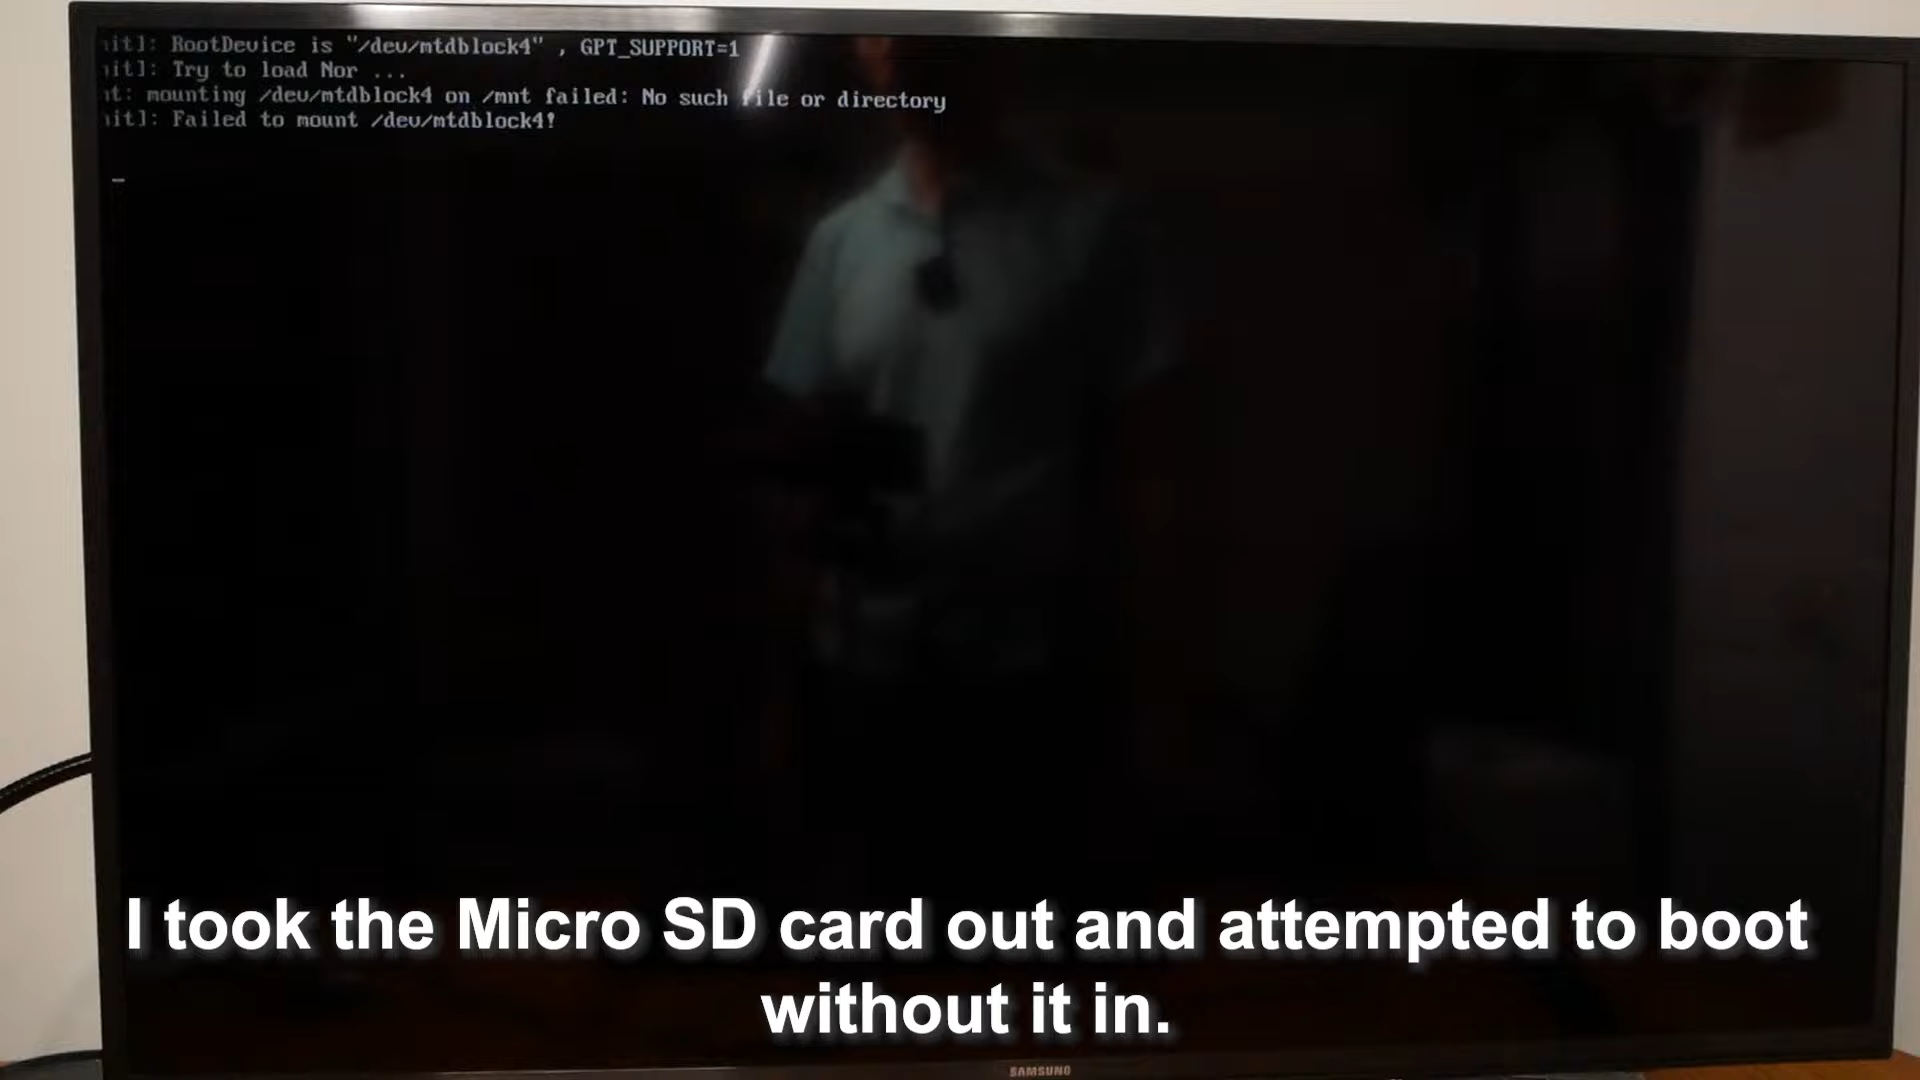 it]: RootDevice is "/dev/mtdblock4" , GPT_SUPPORT=1
it]: Try to load Nor ...
nt: mounting /dev/mtdblock4 on /mnt failed: No such file or directory
it]: Failed to mount /dev/mtdblock4!
I took the Micro SD card out and attempted to boot
without it in.
SAMSUNG